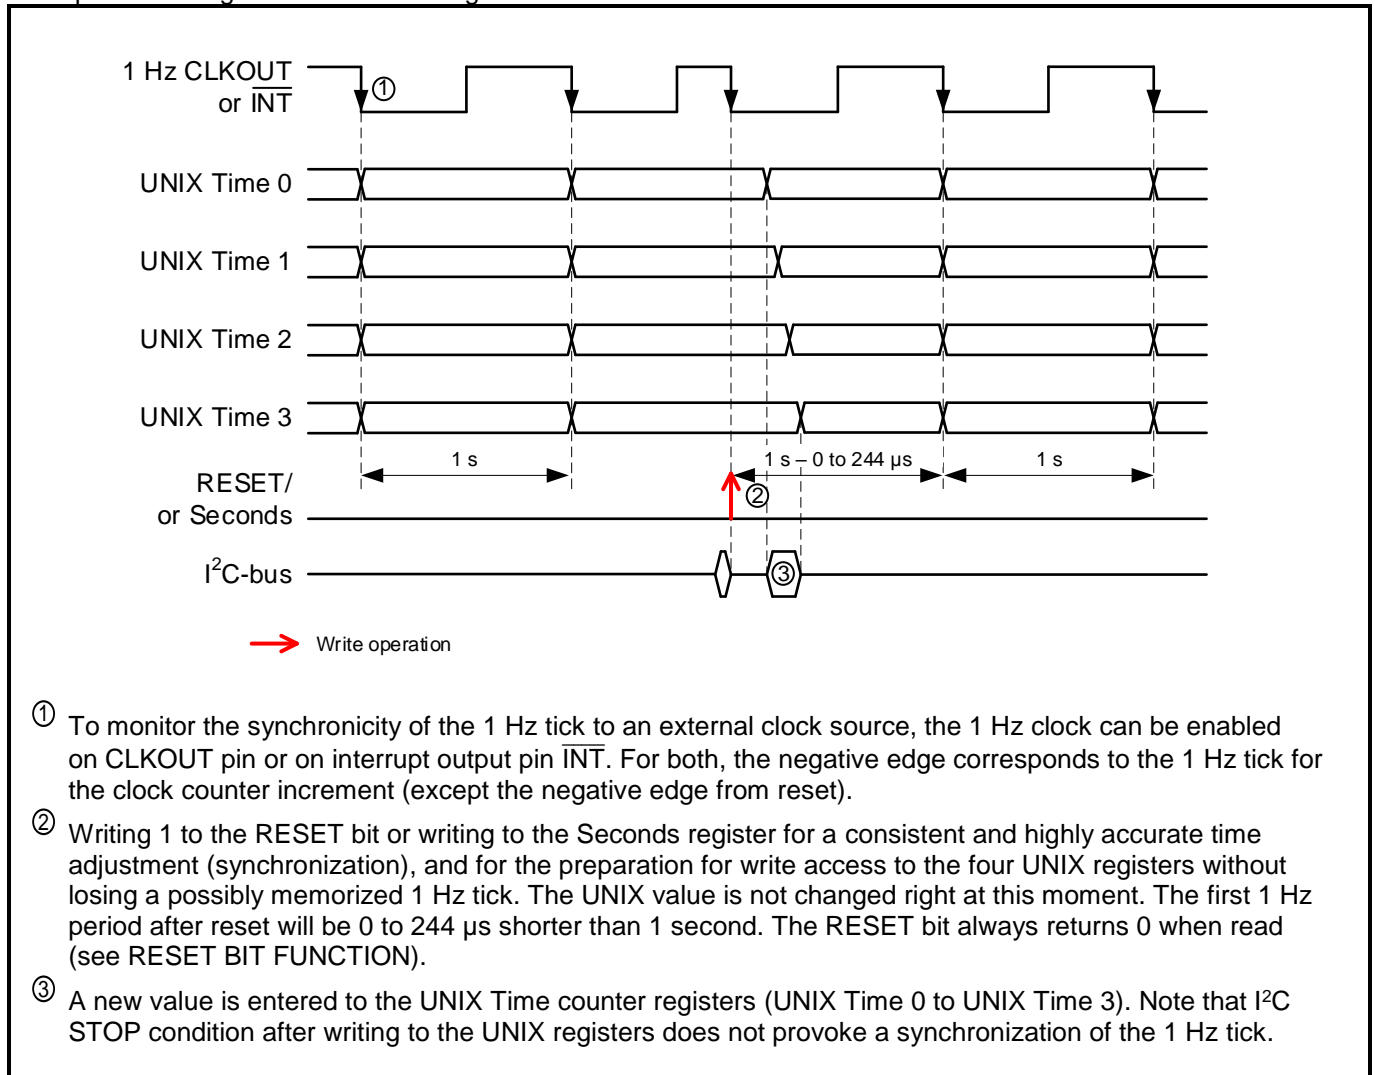 1 Hz CLKOUT
or INT
①
UNIX Time 0
UNIX Time 1
UNIX Time 2
UNIX Time 3
1 s
1 s – 0 to 244 µs
1 s
RESET/
or Seconds
②
I²C-bus
③
Write operation
① To monitor the synchronicity of the 1 Hz tick to an external clock source, the 1 Hz clock can be enabled
on CLKOUT pin or on interrupt output pin INT. For both, the negative edge corresponds to the 1 Hz tick for
the clock counter increment (except the negative edge from reset).
② Writing 1 to the RESET bit or writing to the Seconds register for a consistent and highly accurate time
adjustment (synchronization), and for the preparation for write access to the four UNIX registers without
losing a possibly memorized 1 Hz tick. The UNIX value is not changed right at this moment. The first 1 Hz
period after reset will be 0 to 244 µs shorter than 1 second. The RESET bit always returns 0 when read
(see RESET BIT FUNCTION).
③ A new value is entered to the UNIX Time counter registers (UNIX Time 0 to UNIX Time 3). Note that I²C
STOP condition after writing to the UNIX registers does not provoke a synchronization of the 1 Hz tick.